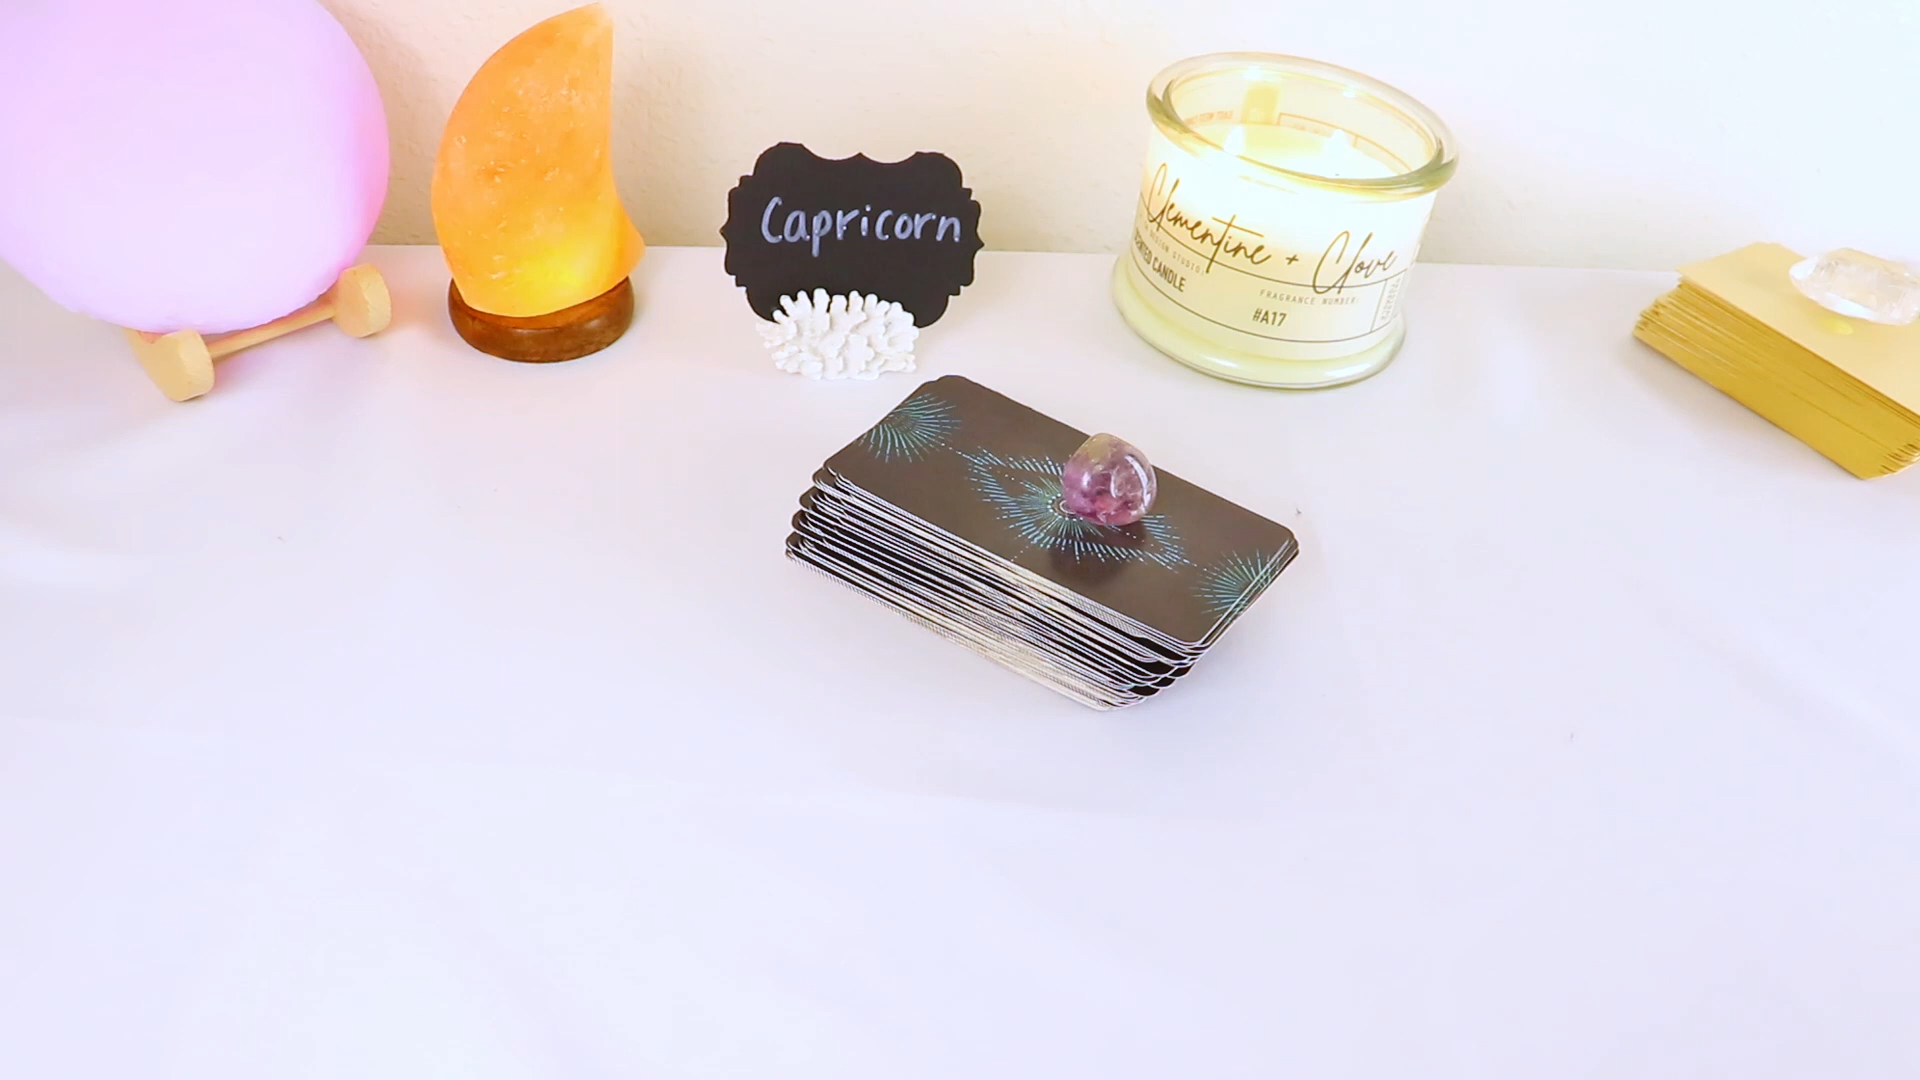 Capricorn
Clementine + Clove
SCENTED CANDLE
FRAGRANCE NUMBER:
#A17